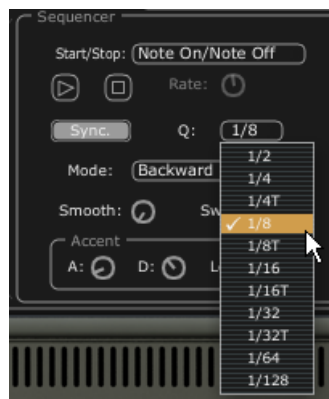 Sequencer
Start/Stop: Note On/Note Off
Rate:
Sync. Q: 1/8
1/2
Mode: Backward
1/4
1/4T
Smooth: Sw
✓ 1/8
Accent
1/8T
A: D: L
1/16
1/16T
1/32
1/32T
1/64
1/128